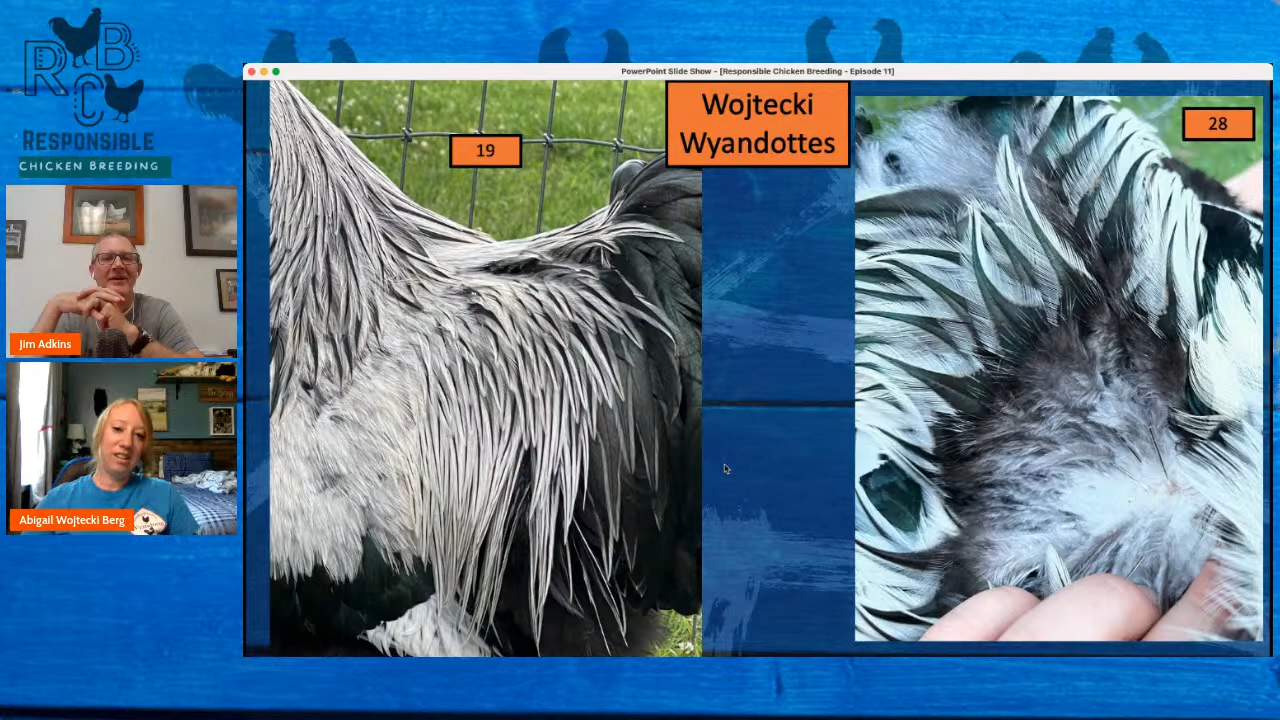 RBC
RESPONSIBLE
CHICKEN BREEDING
PowerPoint Slide Show - [Responsible Chicken Breeding - Episode 11]
19
Wojtecki
Wyandottes
28
Jim Adkins
Abigail Wojtecki Berg